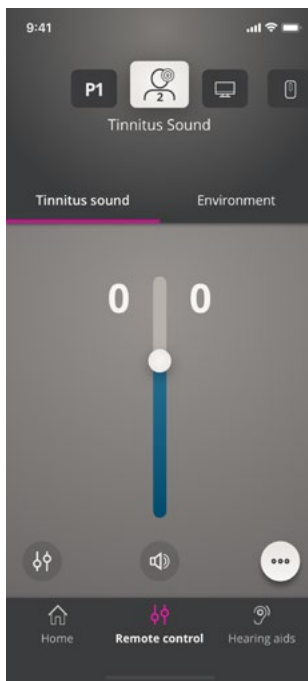 9:41
P1
2
Tinnitus Sound
Tinnitus sound Environment
0 0
Home Remote control Hearing aids